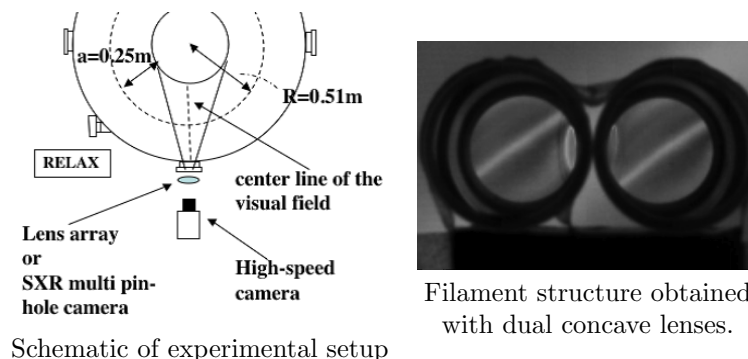 a=0.25m
R=0.51m
RELAX
center line of the
visual field
Lens array
or
SXR multi pin-
hole camera
High-speed
camera
Schematic of experimental setup
Filament structure obtained
with dual concave lenses.